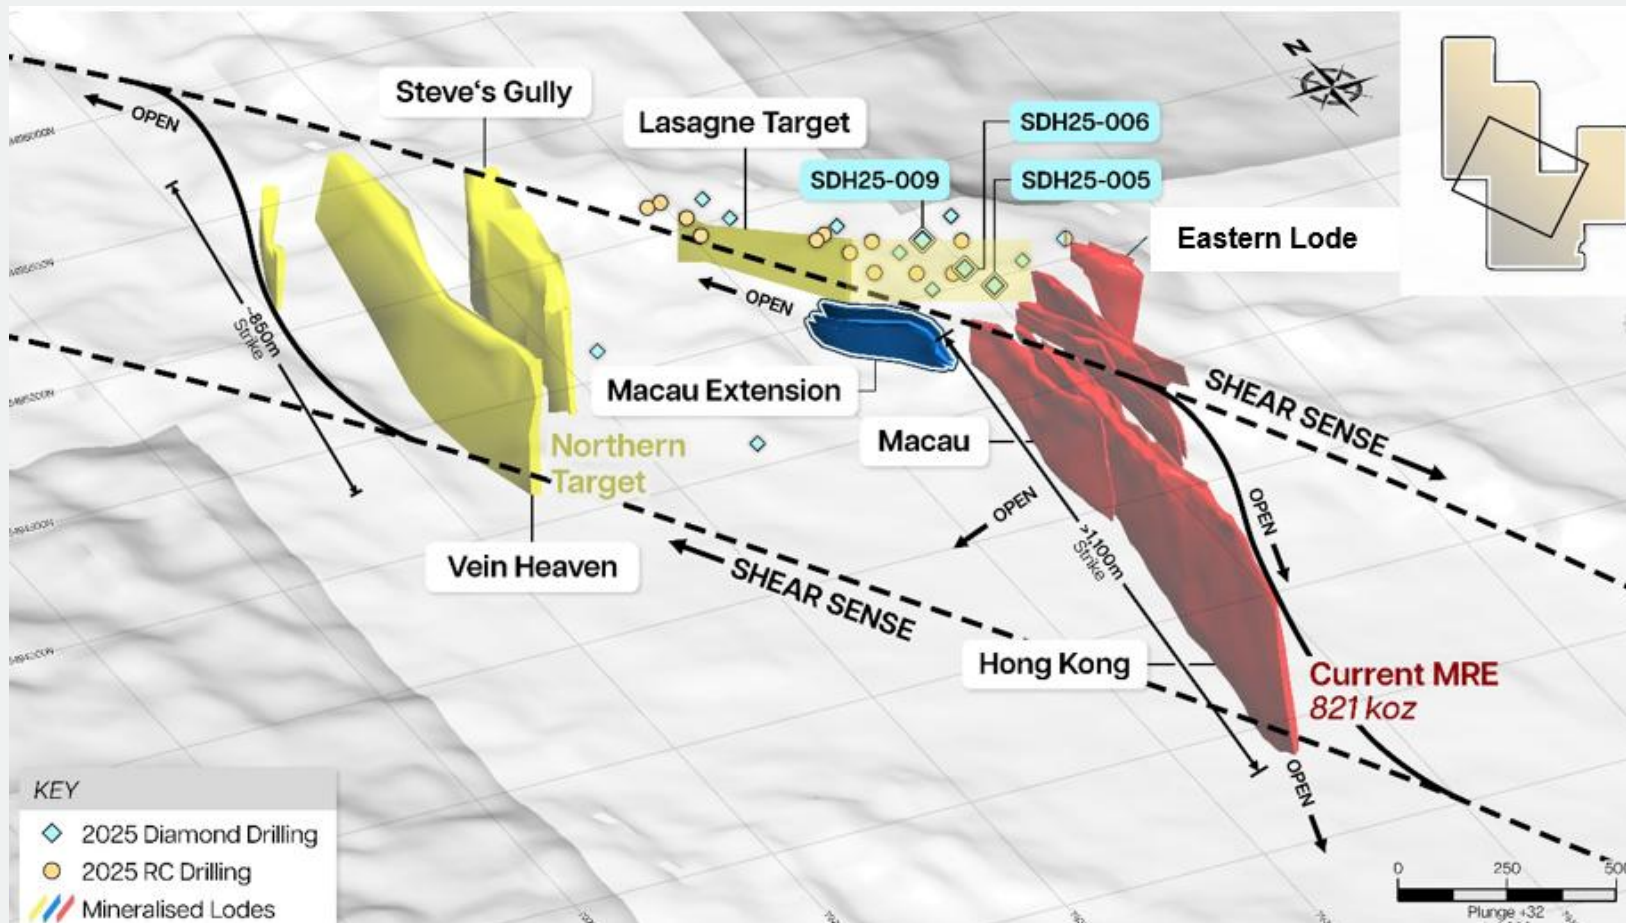 N
Steve's Gully
OPEN
Lasagne Target
SDH25-006
SDH25-009
SDH25-005
Eastern Lode
OPEN
~850m
Strike
Macau Extension
Macau
SHEAR SENSE
Northern
Target
OPEN
OPEN
>1,100m
Strike
Vein Heaven
SHEAR SENSE
Hong Kong
Current MRE
821 koz
OPEN
KEY
2025 Diamond Drilling
2025 RC Drilling
Mineralised Lodes
0
250
500
Plunge +32